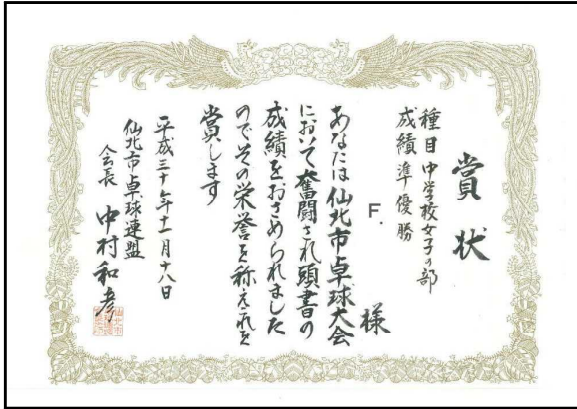 賞状
種目 中学校女子の部
成績 準優勝
F. 様
あなたは仙北市卓球大会
において奮闘され頭書の
成績をおさめられました
のでその栄誉を称えこれを
賞します
平成三十年十一月十八日
仙北市卓球連盟
会長 中村和彦